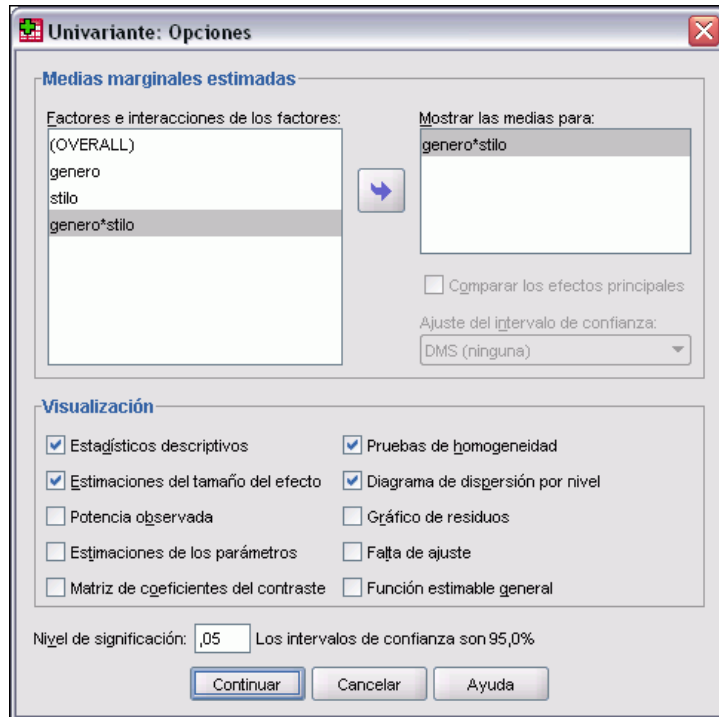 Univariante: Opciones
Medias marginales estimadas
Factores e interacciones de los factores:
(OVERALL)
genero
stilo
genero*stilo
Mostrar las medias para:
genero*stilo
Comparar los efectos principales
Ajuste del intervalo de confianza:
DMS (ninguna)
Visualización
Estadísticos descriptivos
Pruebas de homogeneidad
Estimaciones del tamaño del efecto
Diagrama de dispersión por nivel
Potencia observada
Gráfico de residuos
Estimaciones de los parámetros
Falta de ajuste
Matriz de coeficientes del contraste
Función estimable general
Nivel de significación: ,05 Los intervalos de confianza son 95,0%
Continuar Cancelar Ayuda